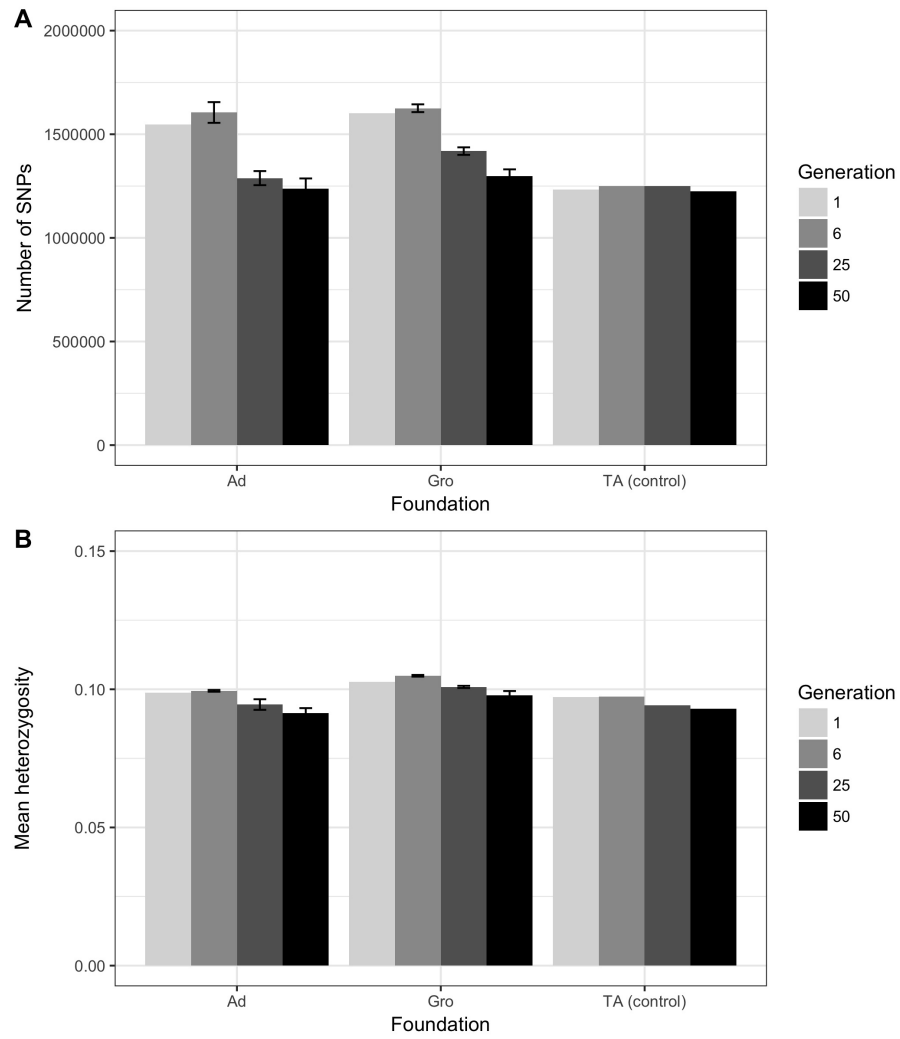 A
Number of SNPs
2000000
1500000
1000000
500000
0
Ad
Gro
TA (control)
Foundation
Generation
1
6
25
50
B
Mean heterozygosity
0.15
0.10
0.05
0.00
Ad
Gro
TA (control)
Foundation
Generation
1
6
25
50